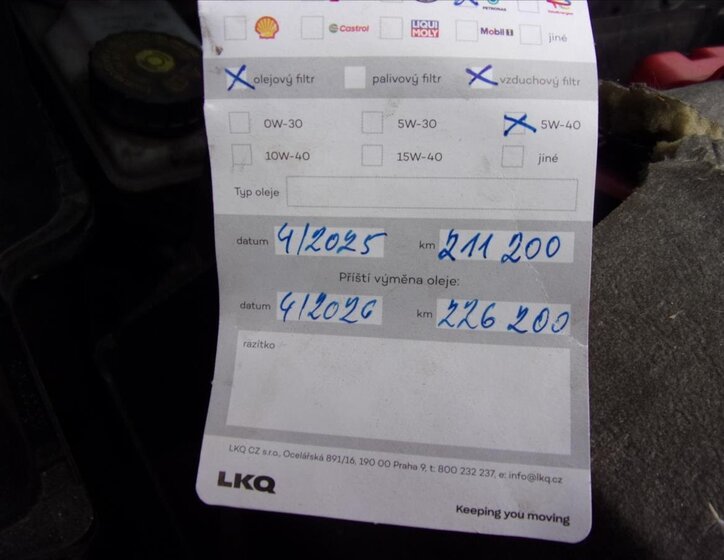 PETRONAS
Castrol LIQUI MOLY Mobil 1 jiné
olejový filtr palivový filtr vzduchový filtr
0W-30 5W-30 5W-40
10W-40 15W-40 jiné
Typ oleje
datum 4/2025 km 211 200
Příští výměna oleje:
datum 4/2026 km 226 200
razítko
LKQ CZ s.r.o., Ocelářská 891/16, 190 00 Praha 9, t: 800 232 237, e: info@lkq.cz
LKQ
Keeping you moving